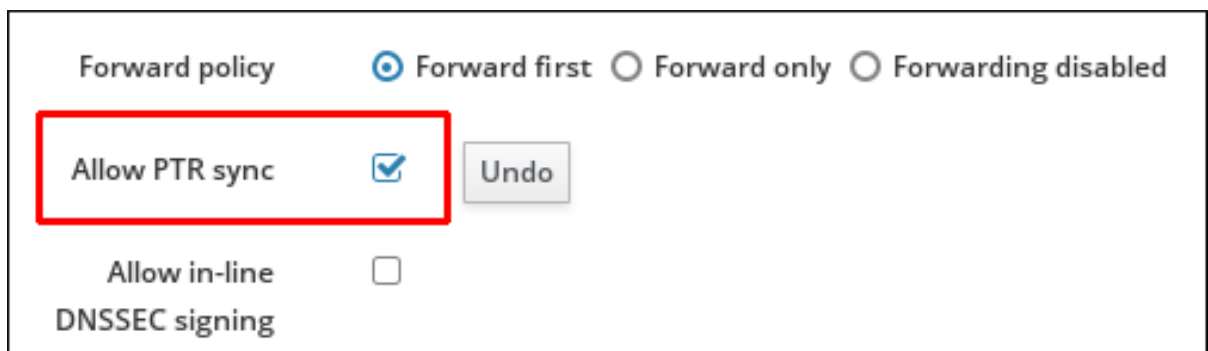 Forward policy Forward first Forward only Forwarding disabled
Allow PTR sync Undo
Allow in-line
DNSSEC signing